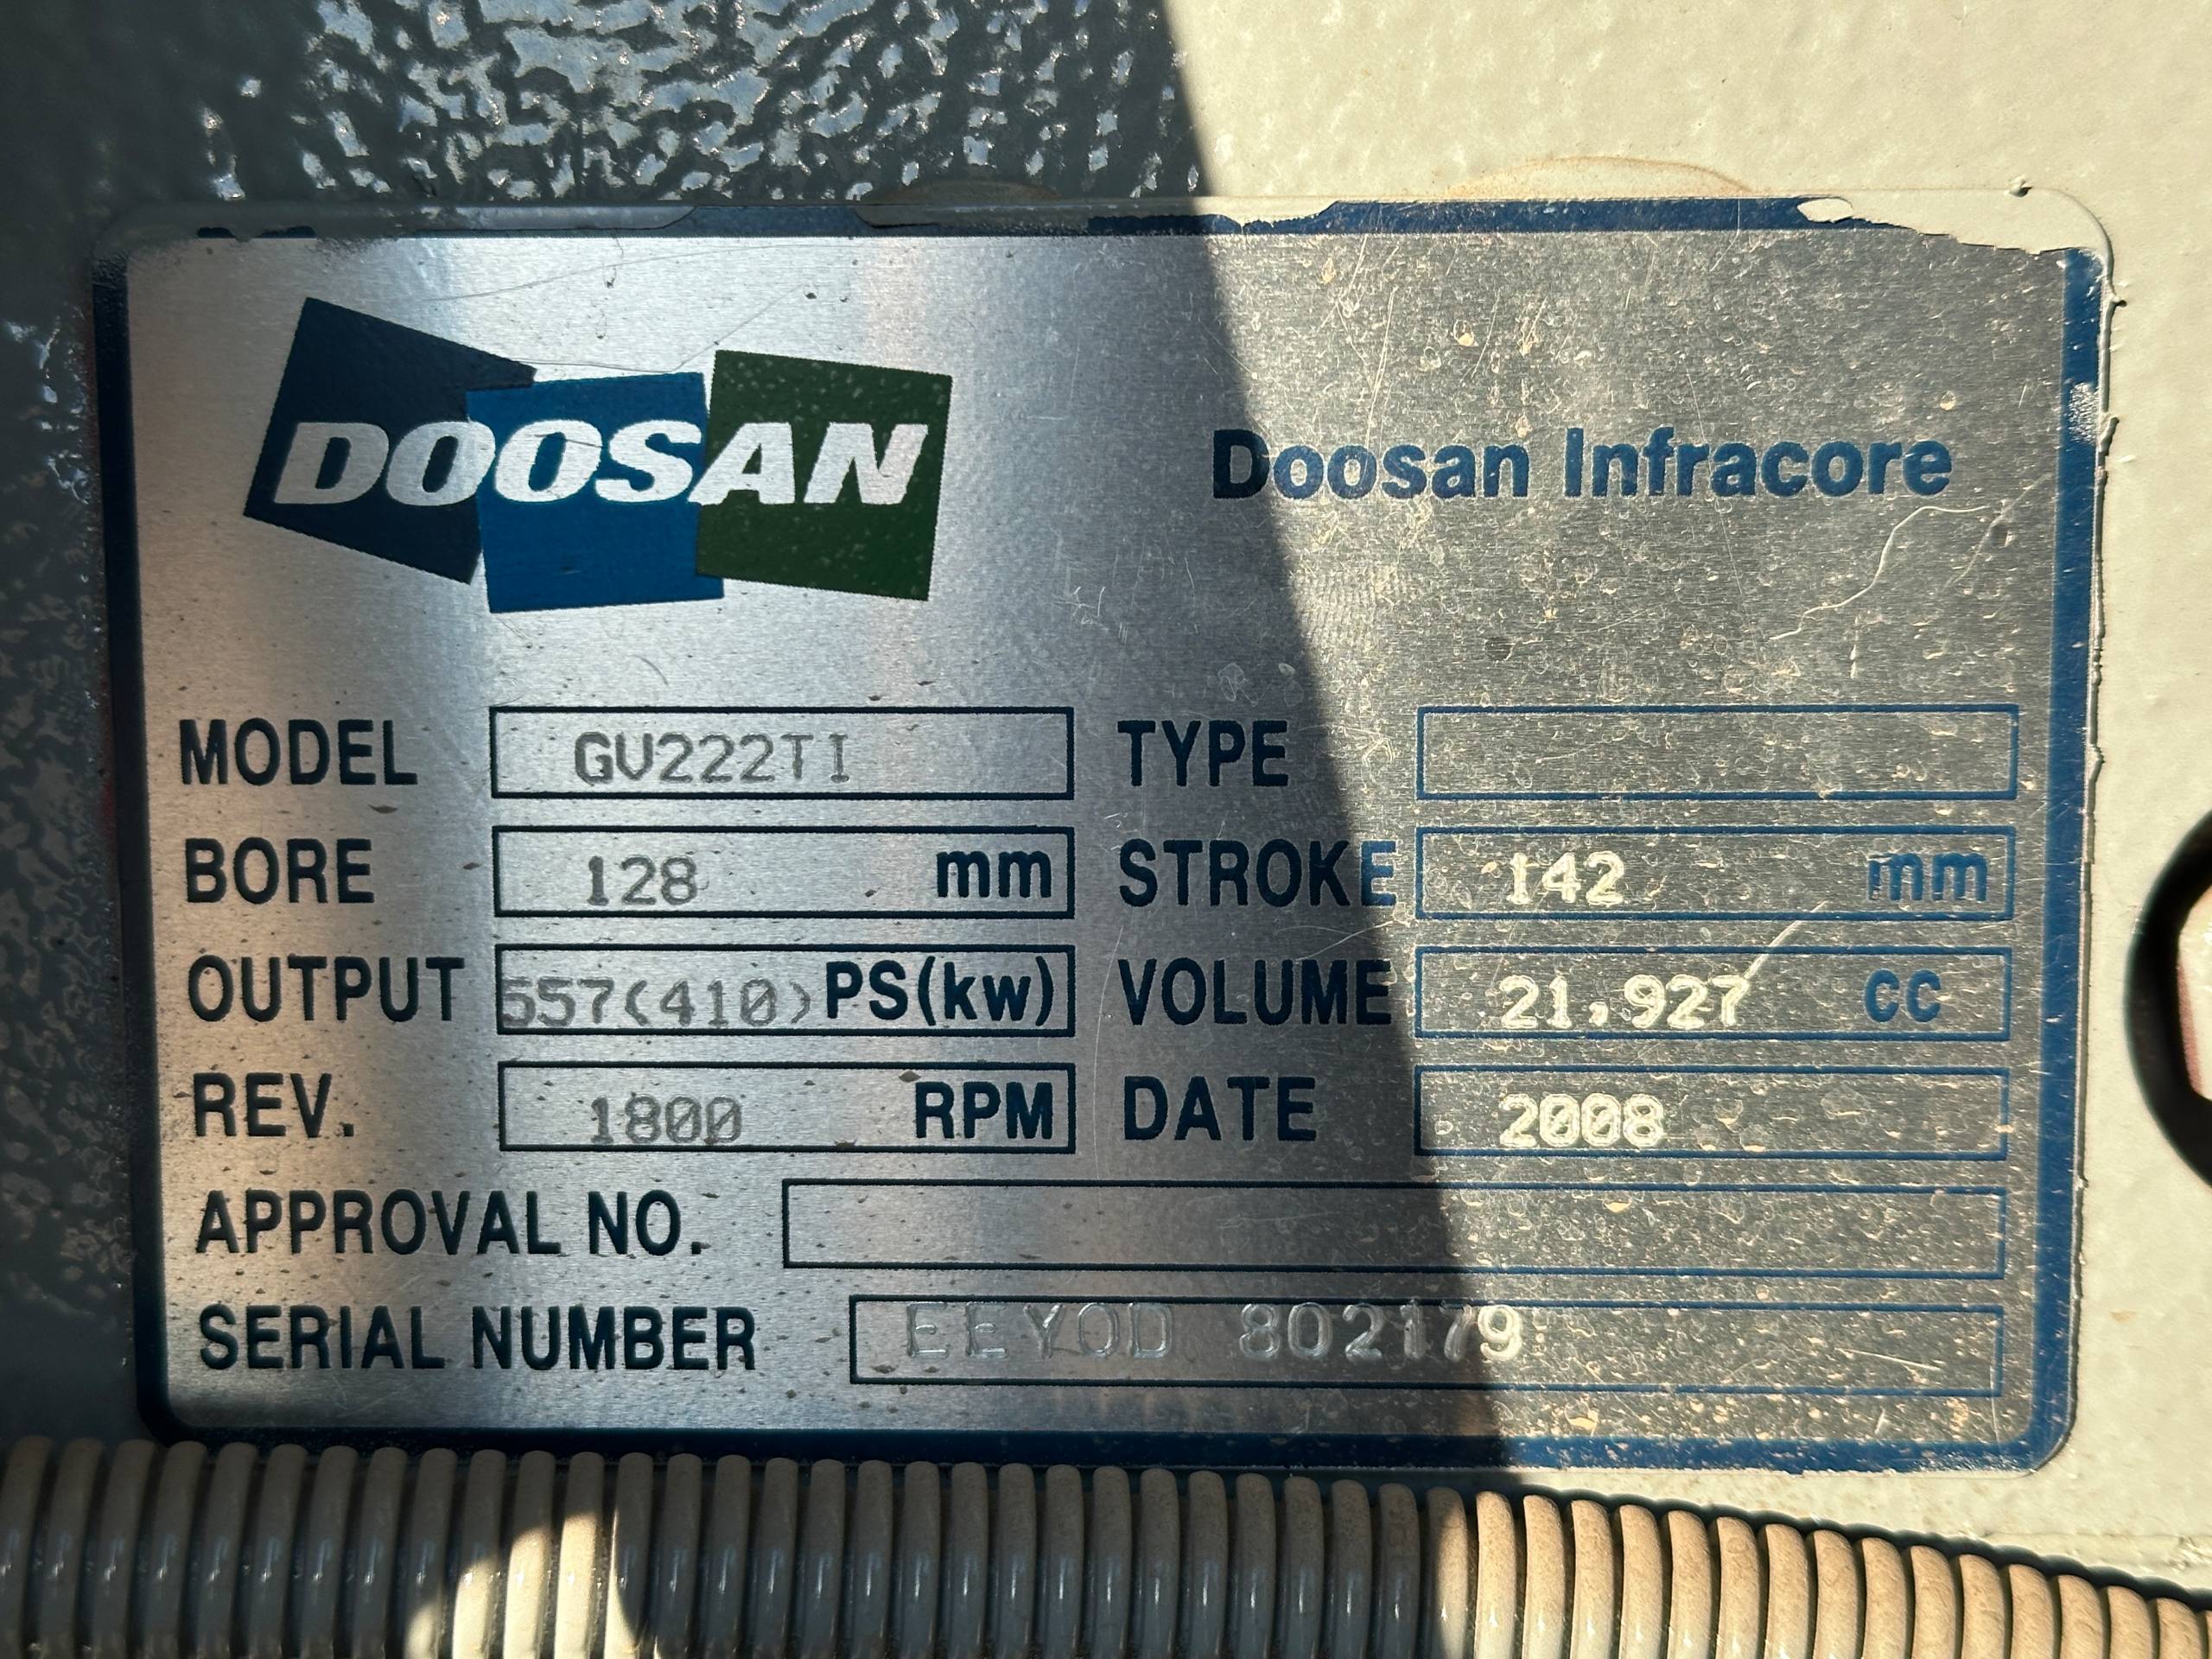 DOOSAN
Doosan Infracore
MODEL GV222TI TYPE
BORE 128 mm STROKE 142 mm
OUTPUT 557(410) PS(kw) VOLUME 21,927 CC
REV. 1800 RPM DATE 2008
APPROVAL NO.
SERIAL NUMBER EEYOD 802179